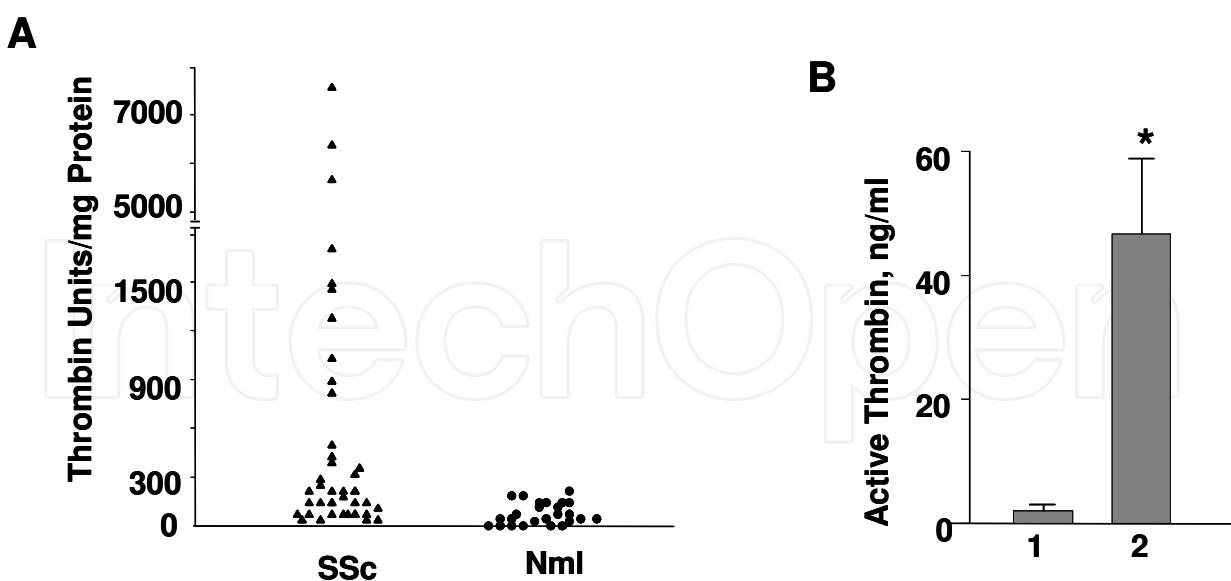 A
Thrombin Units/mg Protein
7000
5000
1500
900
300
0
SSc
Nml
B
Active Thrombin, ng/ml
60
40
20
0
*
1
2
IntechOpen